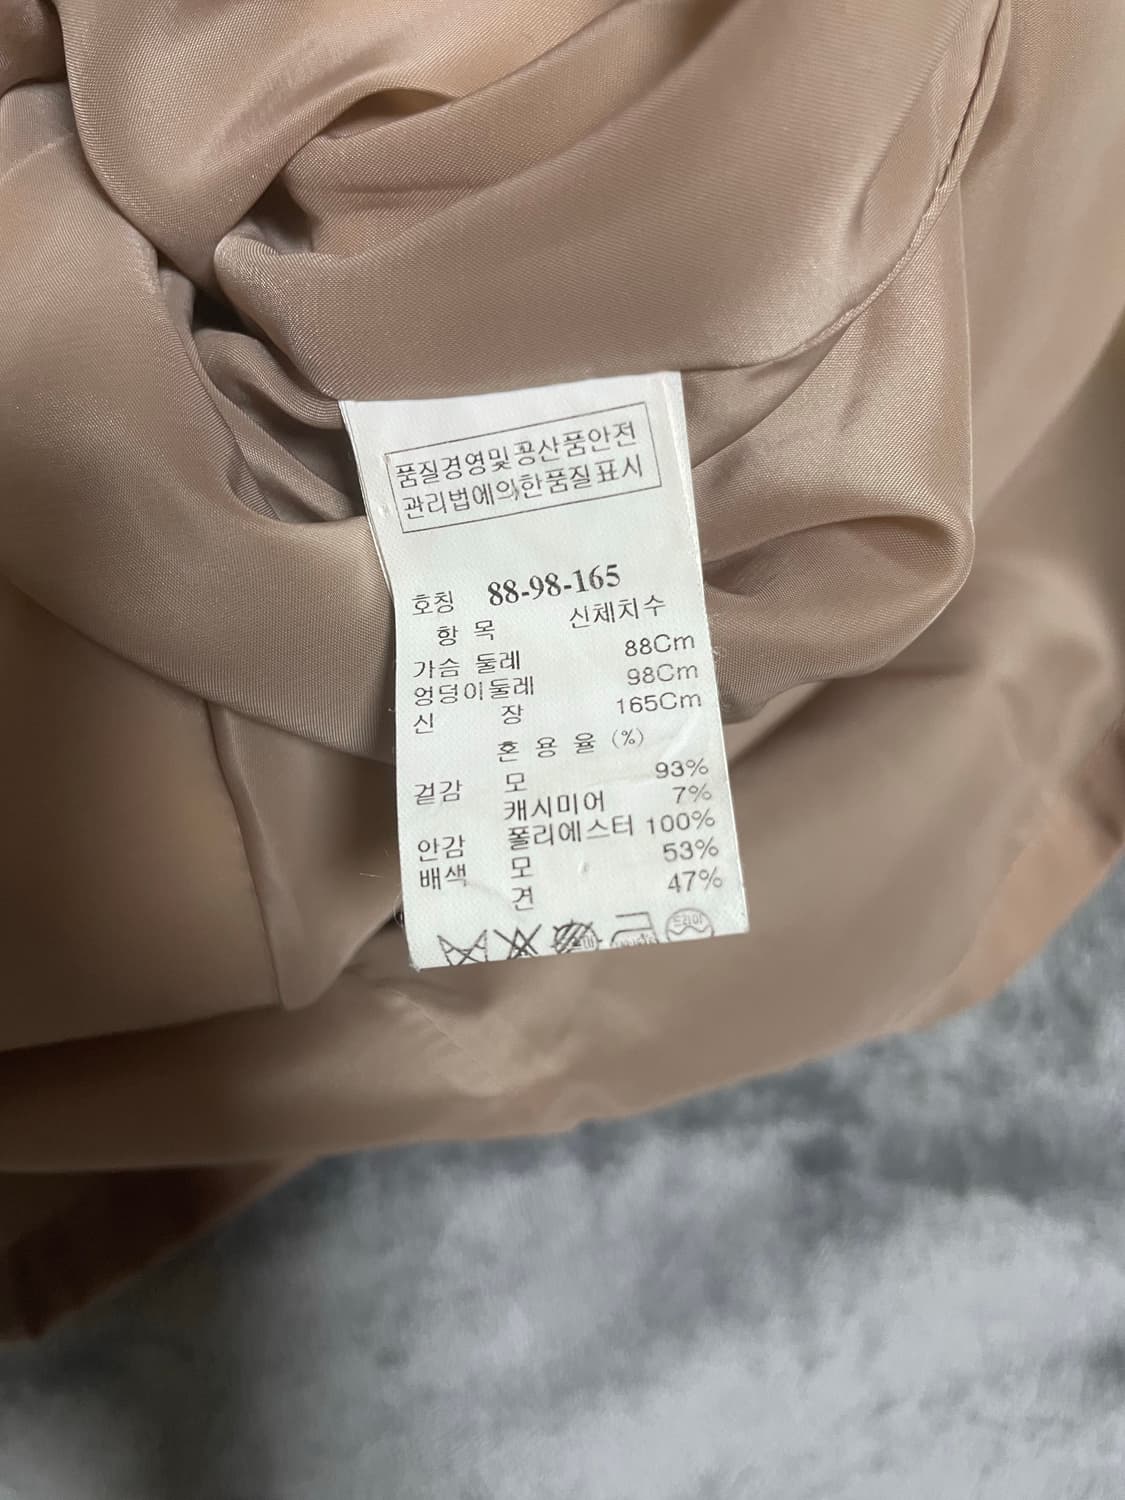 품질경영및공산품안전
관리법에의한품질표시
호칭 88-98-165
항 목 신체치수
가슴 둘레 88Cm
엉덩이둘레 98Cm
신 장 165Cm
혼 용 율 (%)
겉감 모 93%
캐시미어 7%
안감 폴리에스터 100%
배색 모 53%
견 47%
드라이